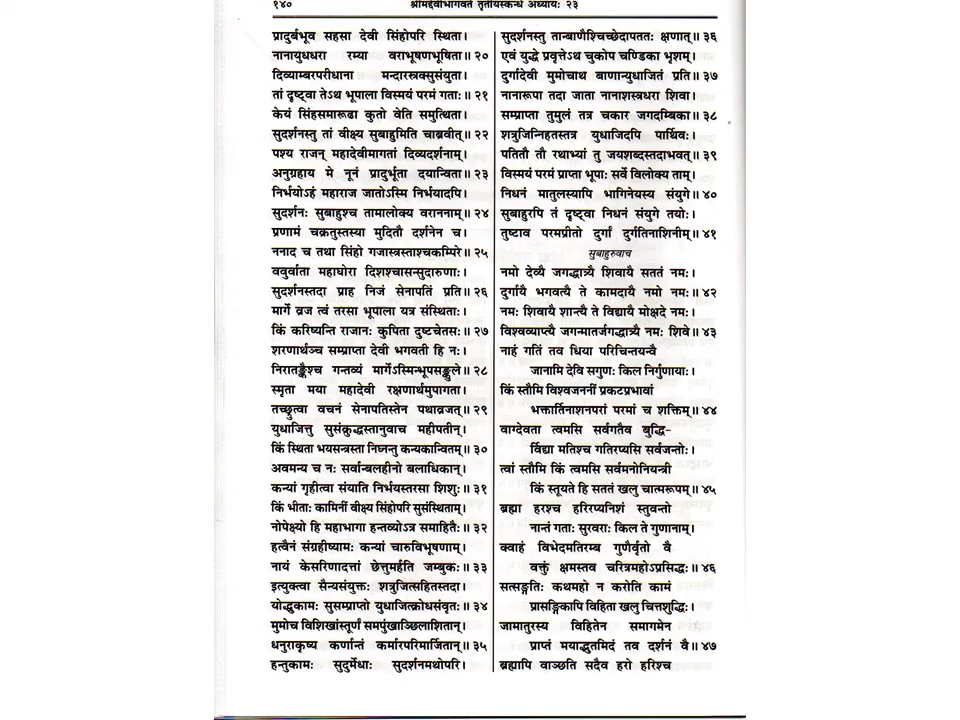 १४०
श्रीमद्देवीभागवते तृतीयस्कन्धे अध्यायः २३
प्रादुर्बभूव सहसा देवी सिंहोपरि स्थिता।
नानायुधधरा रम्या वराभूषणभूषिता॥ २०
दिव्याम्बरपरीधाना मन्दारस्रक्सुसंयुता।
तां दृष्ट्वा तेऽथ भूपाला विस्मयं परमं गताः॥ २१
केयं सिंहसमारूढा कुतो वेति समुत्थिता।
सुदर्शनस्तु तां वीक्ष्य सुबाहुमिति चाब्रवीत्॥ २२
पश्य राजन् महादेवीमागतां दिव्यदर्शनाम्।
अनुग्रहाय मे नूनं प्रादुर्भूता दयान्विता॥ २३
निर्भयोऽहं महाराज जातोऽस्मि निर्भयादपि।
सुदर्शनः सुबाहुश्च तामालोक्य वराननाम्॥ २४
प्रणामं चक्रतुस्तस्या मुदितौ दर्शनेन च।
ननाद च तथा सिंहो गजास्त्रस्ताश्चकम्पिरे॥ २५
ववुर्वाता महाघोरा दिशश्चासन्सुदारुणाः।
सुदर्शनस्तदा प्राह निजं सेनापतिं प्रति॥ २६
मार्गे व्रज त्वं तरसा भूपाला यत्र संस्थिताः।
किं करिष्यन्ति राजानः कुपिता दुष्टचेतसः॥ २७
शरणार्थञ्च सम्प्राप्ता देवी भगवती हि नः।
निरातङ्कैश्च गन्तव्यं मार्गेऽस्मिन्भूपसङ्कुले॥ २८
स्मृता मया महादेवी रक्षणार्थमुपागता।
तच्छ्रुत्वा वचनं सेनापतिस्तेन पथाव्रजत्॥ २९
युधाजित्तु सुसंक्रुद्धस्तानुवाच महीपतीन्।
किं स्थिता भयसन्त्रस्ता निघ्नन्तु कन्यकान्वितम्॥ ३०
अवमन्य च नः सर्वान्बलहीनो बलाधिकान्।
कन्यां गृहीत्वा संयाति निर्भयस्तरसा शिशुः॥ ३१
किं भीताः कामिनीं वीक्ष्य सिंहोपरि सुसंस्थिताम्।
नोपेक्ष्यो हि महाभागा हन्तव्योऽत्र समाहितैः॥ ३२
हत्वैनं संग्रहीष्यामः कन्यां चारुविभूषणाम्।
नायं केसरिणादत्तां छेत्तुमर्हति जम्बुकः॥ ३३
इत्युक्त्वा सैन्यसंयुक्तः शत्रुजित्सहितस्तदा।
योद्धुकामः सुसम्प्राप्तो युधाजित्क्रोधसंवृतः॥ ३४
मुमोच विशिखांस्तूर्णं समपुंखाञ्छिलाशितान्।
धनुराकृष्य कर्णान्तं कर्मारपरिमार्जितान्॥ ३५
हन्तुकामः सुदुर्मेधाः सुदर्शनमथोपरि।
सुदर्शनस्तु तान्बाणैश्चिच्छेदापततः क्षणात्॥ ३६
एवं युद्धे प्रवृत्तेऽथ चुकोप चण्डिका भृशम्।
दुर्गादेवी मुमोचाथ बाणान्युधाजितं प्रति॥ ३७
नानारूपा तदा जाता नानाशस्त्रधरा शिवा।
सम्प्राप्ता तुमुलं तत्र चकार जगदम्बिका॥ ३८
शत्रुजिन्निहतस्तत्र युधाजिदपि पार्थिवः।
पतितौ तौ रथाभ्यां तु जयशब्दस्तदाभवत्॥ ३९
विस्मयं परमं प्राप्ता भूपाः सर्वे विलोक्य ताम्।
निधनं मातुलस्यापि भागिनेयस्य संयुगे॥ ४०
सुबाहुरपि तं दृष्ट्वा निधनं संयुगे तयोः।
तुष्टाव परमप्रीतो दुर्गां दुर्गतिनाशिनीम्॥ ४१
सुबाहुरुवाच
नमो देव्यै जगद्धात्र्यै शिवायै सततं नमः।
दुर्गायै भगवत्यै ते कामदायै नमो नमः॥ ४२
नमः शिवायै शान्त्यै ते विद्यायै मोक्षदे नमः।
विश्वव्याप्त्यै जगन्मातर्जगद्धात्र्यै नमः शिवे॥ ४३
नाहं गतिं तव धिया परिचिन्तयन्वै
जानामि देवि सगुणः किल निर्गुणायाः।
किं स्तौमि विश्वजननीं प्रकटप्रभावां
भक्तार्तिनाशनपरां परमां च शक्तिम्॥ ४४
वाग्देवता त्वमसि सर्वगतैव बुद्धि-
र्विद्या मतिश्च गतिरप्यसि सर्वजन्तोः।
त्वां स्तौमि किं त्वमसि सर्वमनोनियन्त्री
किं स्तूयते हि सततं खलु चात्मरूपम्॥ ४५
ब्रह्मा हरश्च हरिरप्यनिशं स्तुवन्तो
नान्तं गताः सुरवराः किल ते गुणानाम्।
क्वाहं विभेदमतिरम्ब गुणैर्वृतो वै
वक्तुं क्षमस्तव चरित्रमहोऽप्रसिद्धः॥ ४६
सत्सङ्गतिः कथमहो न करोति कामं
प्रासङ्गिकापि विहिता खलु चित्तशुद्धिः।
जामातुरस्य विहितेन समागमेन
प्राप्तं मयाद्भुतमिदं तव दर्शनं वै॥ ४७
ब्रह्मापि वाञ्छति सदैव हरो हरिश्च